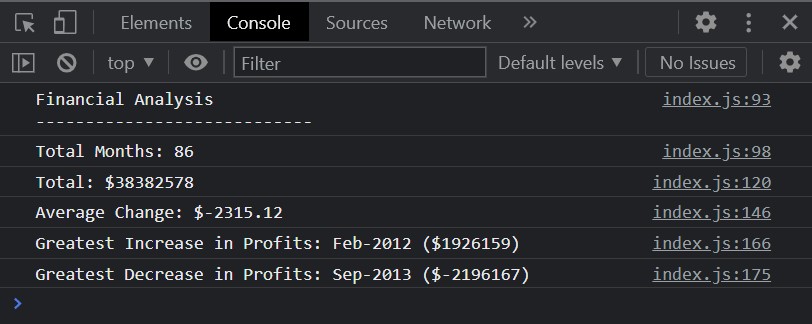 Elements Console Sources Network »
top ▼ Filter Default levels ▼ No Issues
Financial Analysis index.js:93
----------------------------
Total Months: 86 index.js:98
Total: $38382578 index.js:120
Average Change: $-2315.12 index.js:146
Greatest Increase in Profits: Feb-2012 ($1926159) index.js:166
Greatest Decrease in Profits: Sep-2013 ($-2196167) index.js:175
>